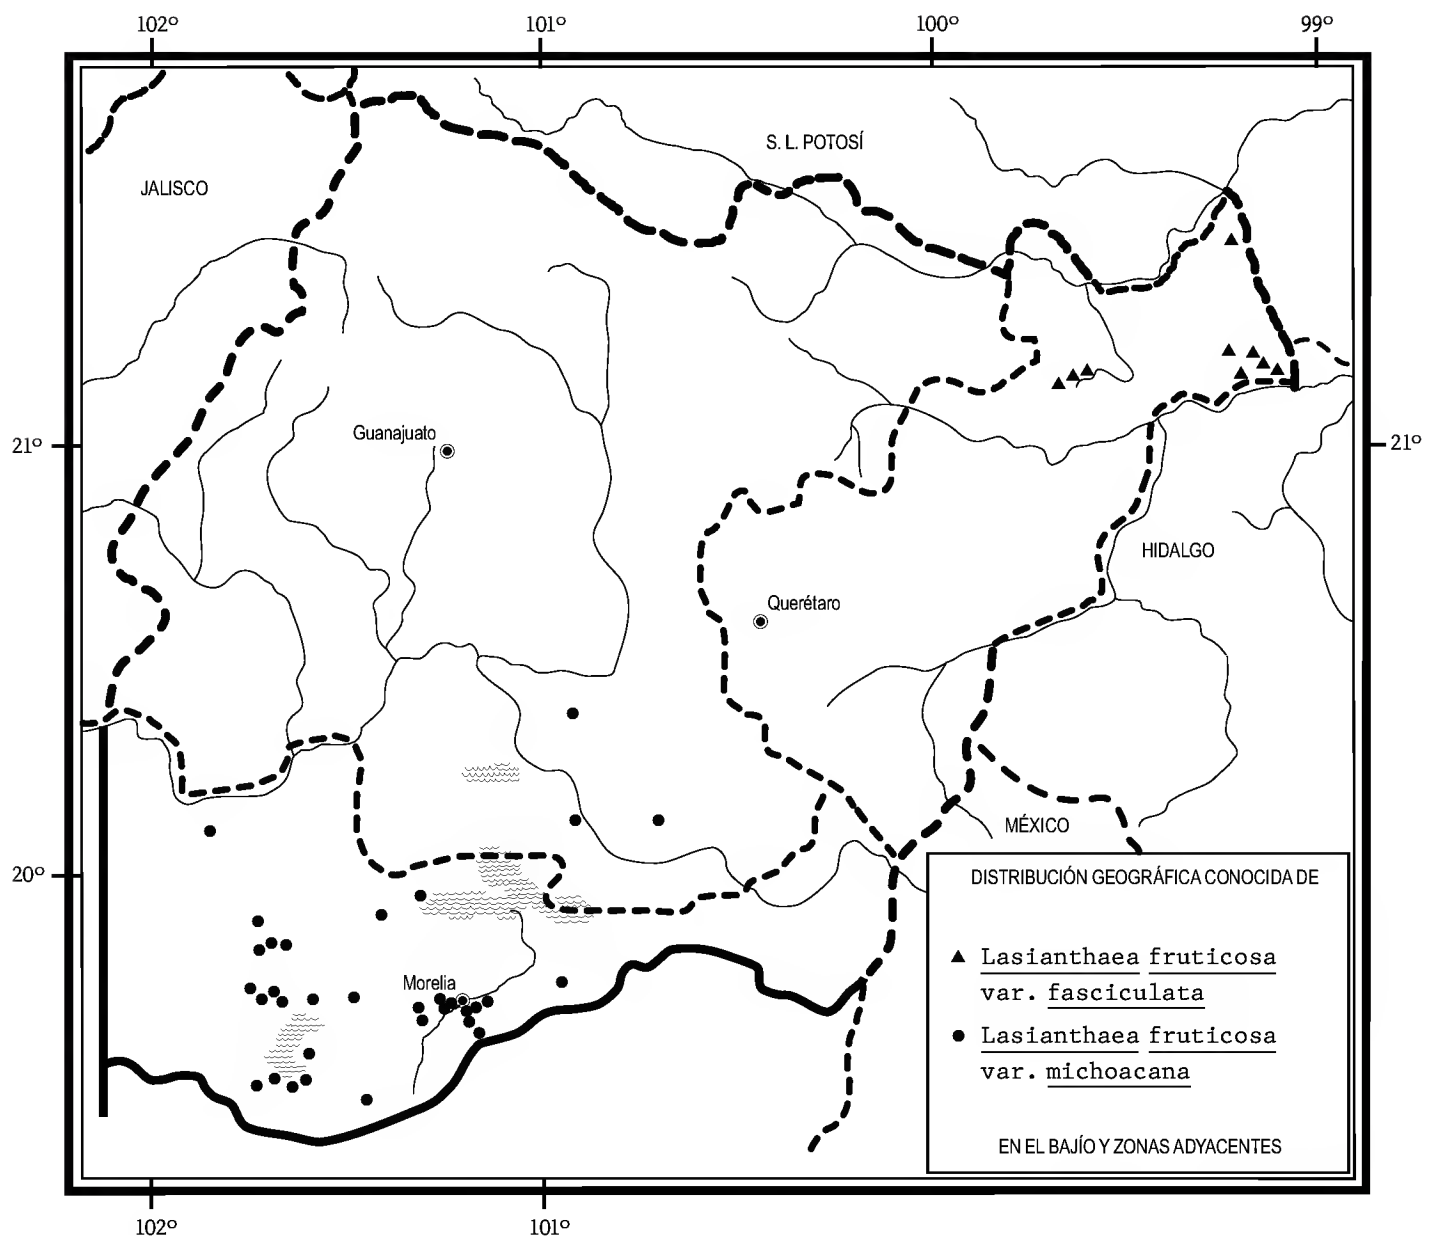 102º 101º 100º 99º
S. L. POTOSÍ
JALISCO
Guanajuato
21º
21º
HIDALGO
Querétaro
MÉXICO
20º
DISTRIBUCIÓN GEOGRÁFICA CONOCIDA DE
Lasianthaea fruticosa
var. fasciculata
Morelia
Lasianthaea fruticosa
var. michoacana
EN EL BAJÍO Y ZONAS ADYACENTES
102º 101º